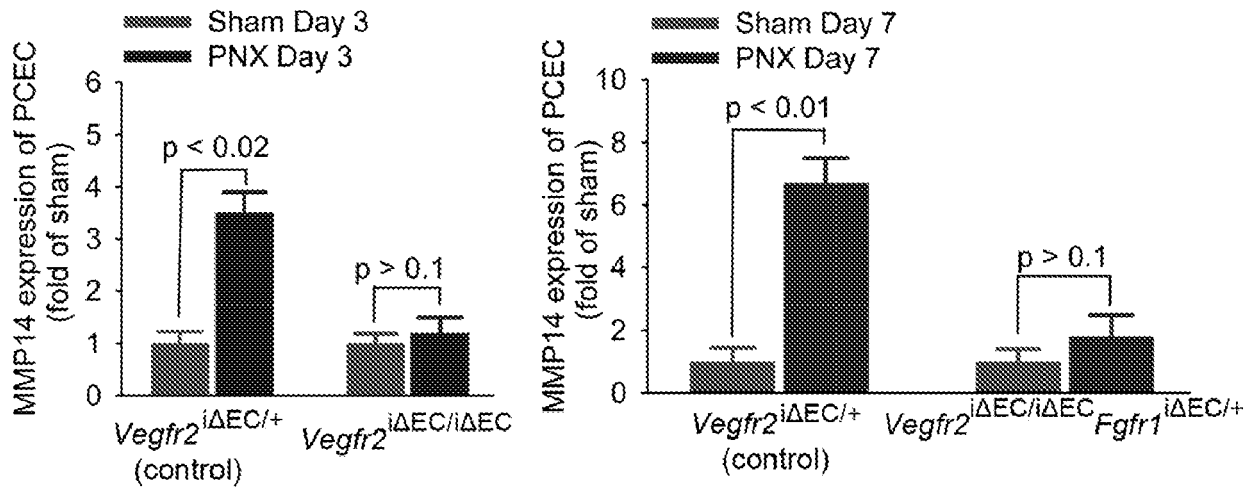 Sham Day 3
PNX Day 3
MMP14 expression of PCEC
(fold of sham)
6
5
4
3
2
1
0
p < 0.02
p > 0.1
Vegfr2iΔEC/+
(control)
Vegfr2iΔEC/iΔEC
Sham Day 7
PNX Day 7
MMP14 expression of PCEC
(fold of sham)
10
8
6
4
2
0
p < 0.01
p > 0.1
Vegfr2iΔEC/+
(control)
Vegfr2iΔEC/iΔECFgfr1iΔEC/+